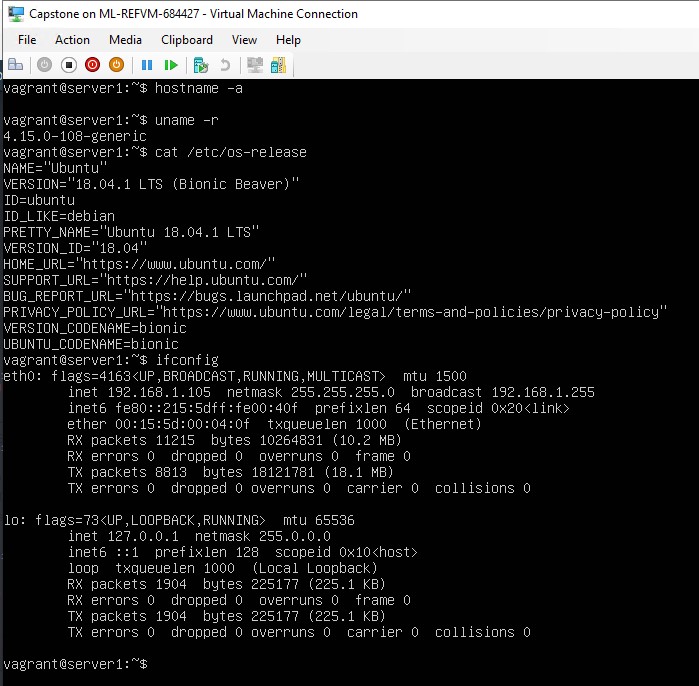 Capstone on ML-REFVM-684427 - Virtual Machine Connection
File Action Media Clipboard View Help
vagrant@server1:~$ hostname -a
vagrant@server1:~$ uname -r
4.15.0-108-generic
vagrant@server1:~$ cat /etc/os-release
NAME="Ubuntu"
VERSION="18.04.1 LTS (Bionic Beaver)"
ID=ubuntu
ID_LIKE=debian
PRETTY_NAME="Ubuntu 18.04.1 LTS"
VERSION_ID="18.04"
HOME_URL="https://www.ubuntu.com/"
SUPPORT_URL="https://help.ubuntu.com/"
BUG_REPORT_URL="https://bugs.launchpad.net/ubuntu/"
PRIVACY_POLICY_URL="https://www.ubuntu.com/legal/terms-and-policies/privacy-policy"
VERSION_CODENAME=bionic
UBUNTU_CODENAME=bionic
vagrant@server1:~$ ifconfig
eth0: flags=4163<UP,BROADCAST,RUNNING,MULTICAST>  mtu 1500
        inet 192.168.1.105  netmask 255.255.255.0  broadcast 192.168.1.255
        inet6 fe80::215:5dff:fe00:40f  prefixlen 64  scopeid 0x20<link>
        ether 00:15:5d:00:04:0f  txqueuelen 1000  (Ethernet)
        RX packets 11215  bytes 10264831 (10.2 MB)
        RX errors 0  dropped 0  overruns 0  frame 0
        TX packets 8813  bytes 18121781 (18.1 MB)
        TX errors 0  dropped 0 overruns 0  carrier 0  collisions 0
lo: flags=73<UP,LOOPBACK,RUNNING>  mtu 65536
        inet 127.0.0.1  netmask 255.0.0.0
        inet6 ::1  prefixlen 128  scopeid 0x10<host>
        loop  txqueuelen 1000  (Local Loopback)
        RX packets 1904  bytes 225177 (225.1 KB)
        RX errors 0  dropped 0  overruns 0  frame 0
        TX packets 1904  bytes 225177 (225.1 KB)
        TX errors 0  dropped 0 overruns 0  carrier 0  collisions 0
vagrant@server1:~$